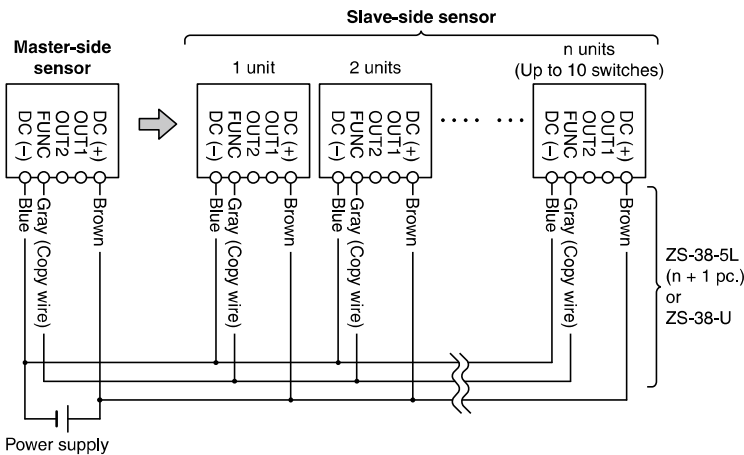 Slave-side sensor
Master-side
sensor
1 unit
2 units
n units
(Up to 10 switches)
DC (−)
FUNC
OUT2
OUT1
DC (+)
DC (−)
FUNC
OUT2
OUT1
DC (+)
DC (−)
FUNC
OUT2
OUT1
DC (+)
DC (−)
FUNC
OUT2
OUT1
DC (+)
Blue
Gray (Copy wire)
Brown
Blue
Gray (Copy wire)
Brown
Blue
Gray (Copy wire)
Brown
Blue
Gray (Copy wire)
Brown
ZS-38-5L
(n + 1 pc.)
or
ZS-38-U
Power supply